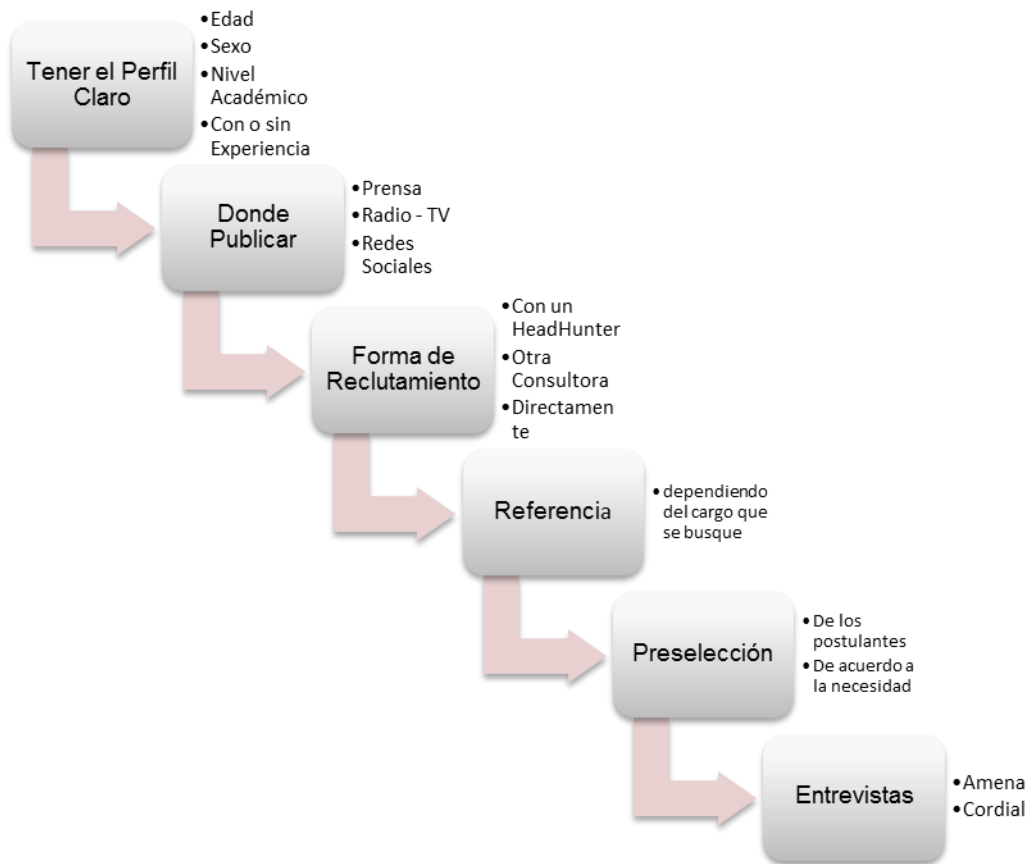 Tener el Perfil
Claro
•Edad
•Sexo
•Nivel
Académico
•Con o sin
Experiencia
Donde
Publicar
•Prensa
•Radio - TV
•Redes
Sociales
Forma de
Reclutamiento
•Con un
HeadHunter
•Otra
Consultora
•Directamen
te
Referencia
• dependiendo
del cargo que
se busque
Preselección
• De los
postulantes
• De acuerdo a
la necesidad
Entrevistas
•Amena
•Cordial